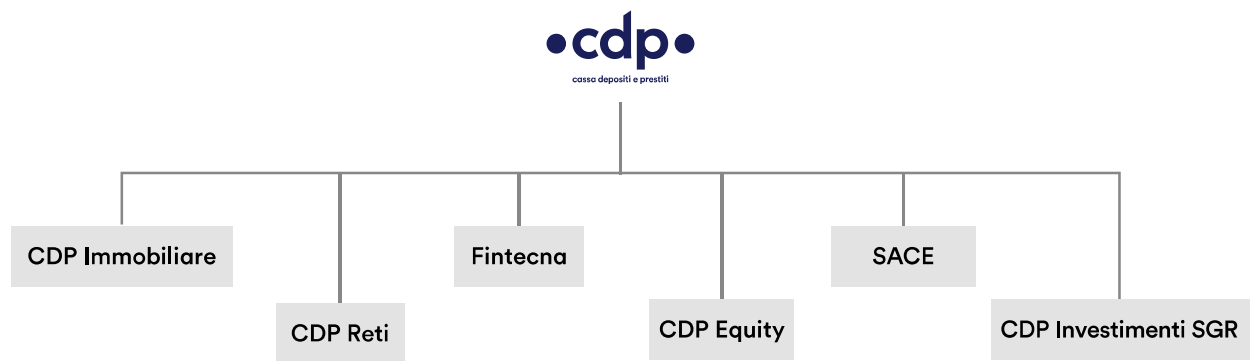 •cdp•
cassa depositi e prestiti
CDP Immobiliare
Fintecna
SACE
CDP Reti
CDP Equity
CDP Investimenti SGR